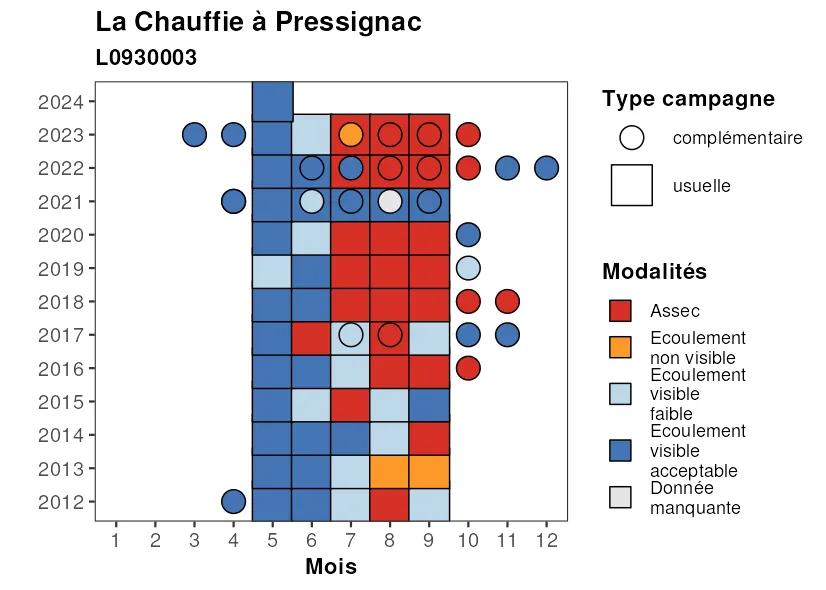 La Chauffie à Pressignac
L0930003
2024
2023
2022
2021
2020
2019
2018
2017
2016
2015
2014
2013
2012
1 2 3 4 5 6 7 8 9 10 11 12
Mois
Type campagne
complémentaire
usuelle
Modalités
Assec
Ecoulement
non visible
Ecoulement
visible
faible
Ecoulement
visible
acceptable
Donnée
manquante